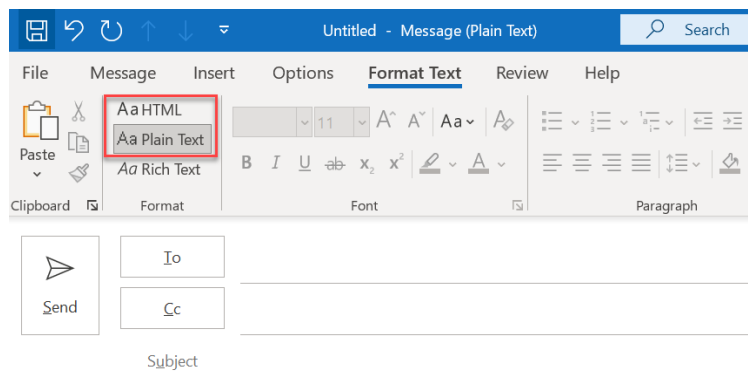 Untitled - Message (Plain Text)
Search
File Message Insert Options Format Text Review Help
Paste
Aa HTML
Aa Plain Text
Aa Rich Text
11 A^ Aˇ Aa A
B I U ab x₂ x² A
Clipboard Format Font Paragraph
Send
To
Cc
Subject